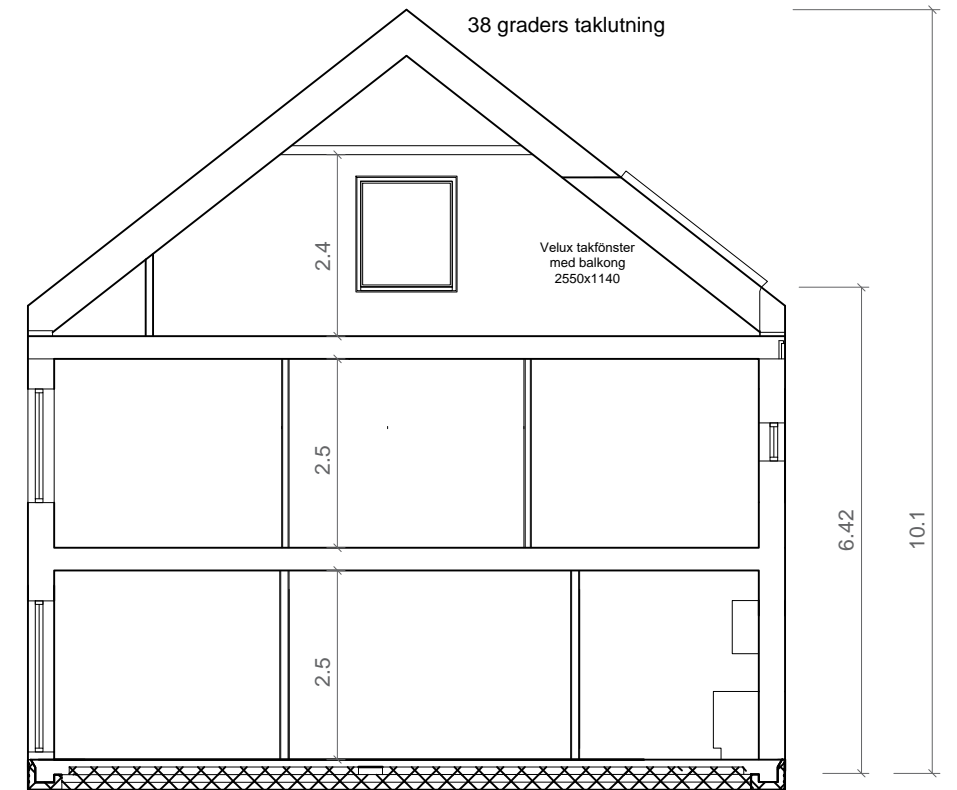 38 graders taklutning
2.4
Velux takfönster
med balkong
2550x1140
2.5
6.42
10.1
2.5